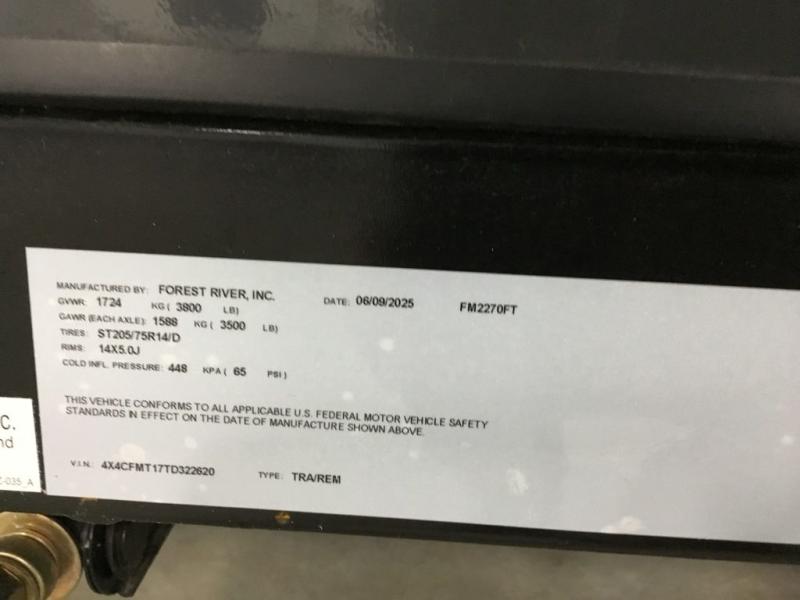 MANUFACTURED BY: FOREST RIVER, INC. DATE: 06/09/2025 FM2270FT
GVWR: 1724 KG ( 3800 LB)
GAWR (EACH AXLE): 1588 KG ( 3500 LB)
TIRES: ST205/75R14/D
RIMS: 14X5.0J
COLD INFL. PRESSURE: 448 KPA ( 65 PSI )
THIS VEHICLE CONFORMS TO ALL APPLICABLE U.S. FEDERAL MOTOR VEHICLE SAFETY
STANDARDS IN EFFECT ON THE DATE OF MANUFACTURE SHOWN ABOVE.
V.I.N.: 4X4CFMT17TD322620 TYPE: TRA/REM
C.
nd
-035_A